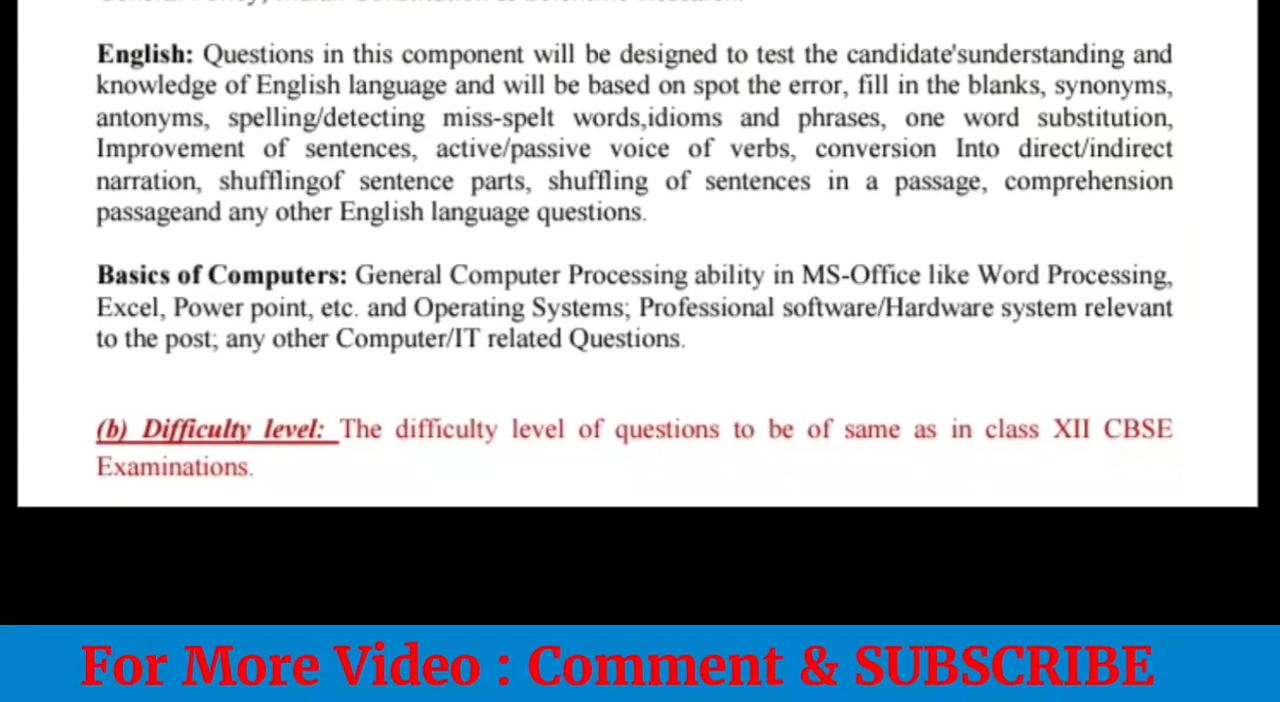 English: Questions in this component will be designed to test the candidate'sunderstanding and
knowledge of English language and will be based on spot the error, fill in the blanks, synonyms,
antonyms, spelling/detecting miss-spelt words,idioms and phrases, one word substitution,
Improvement of sentences, active/passive voice of verbs, conversion Into direct/indirect
narration, shufflingof sentence parts, shuffling of sentences in a passage, comprehension
passageand any other English language questions.
Basics of Computers: General Computer Processing ability in MS-Office like Word Processing,
Excel, Power point, etc. and Operating Systems; Professional software/Hardware system relevant
to the post; any other Computer/IT related Questions.
(b) Difficulty level: The difficulty level of questions to be of same as in class XII CBSE
Examinations.
For More Video : Comment & SUBSCRIBE